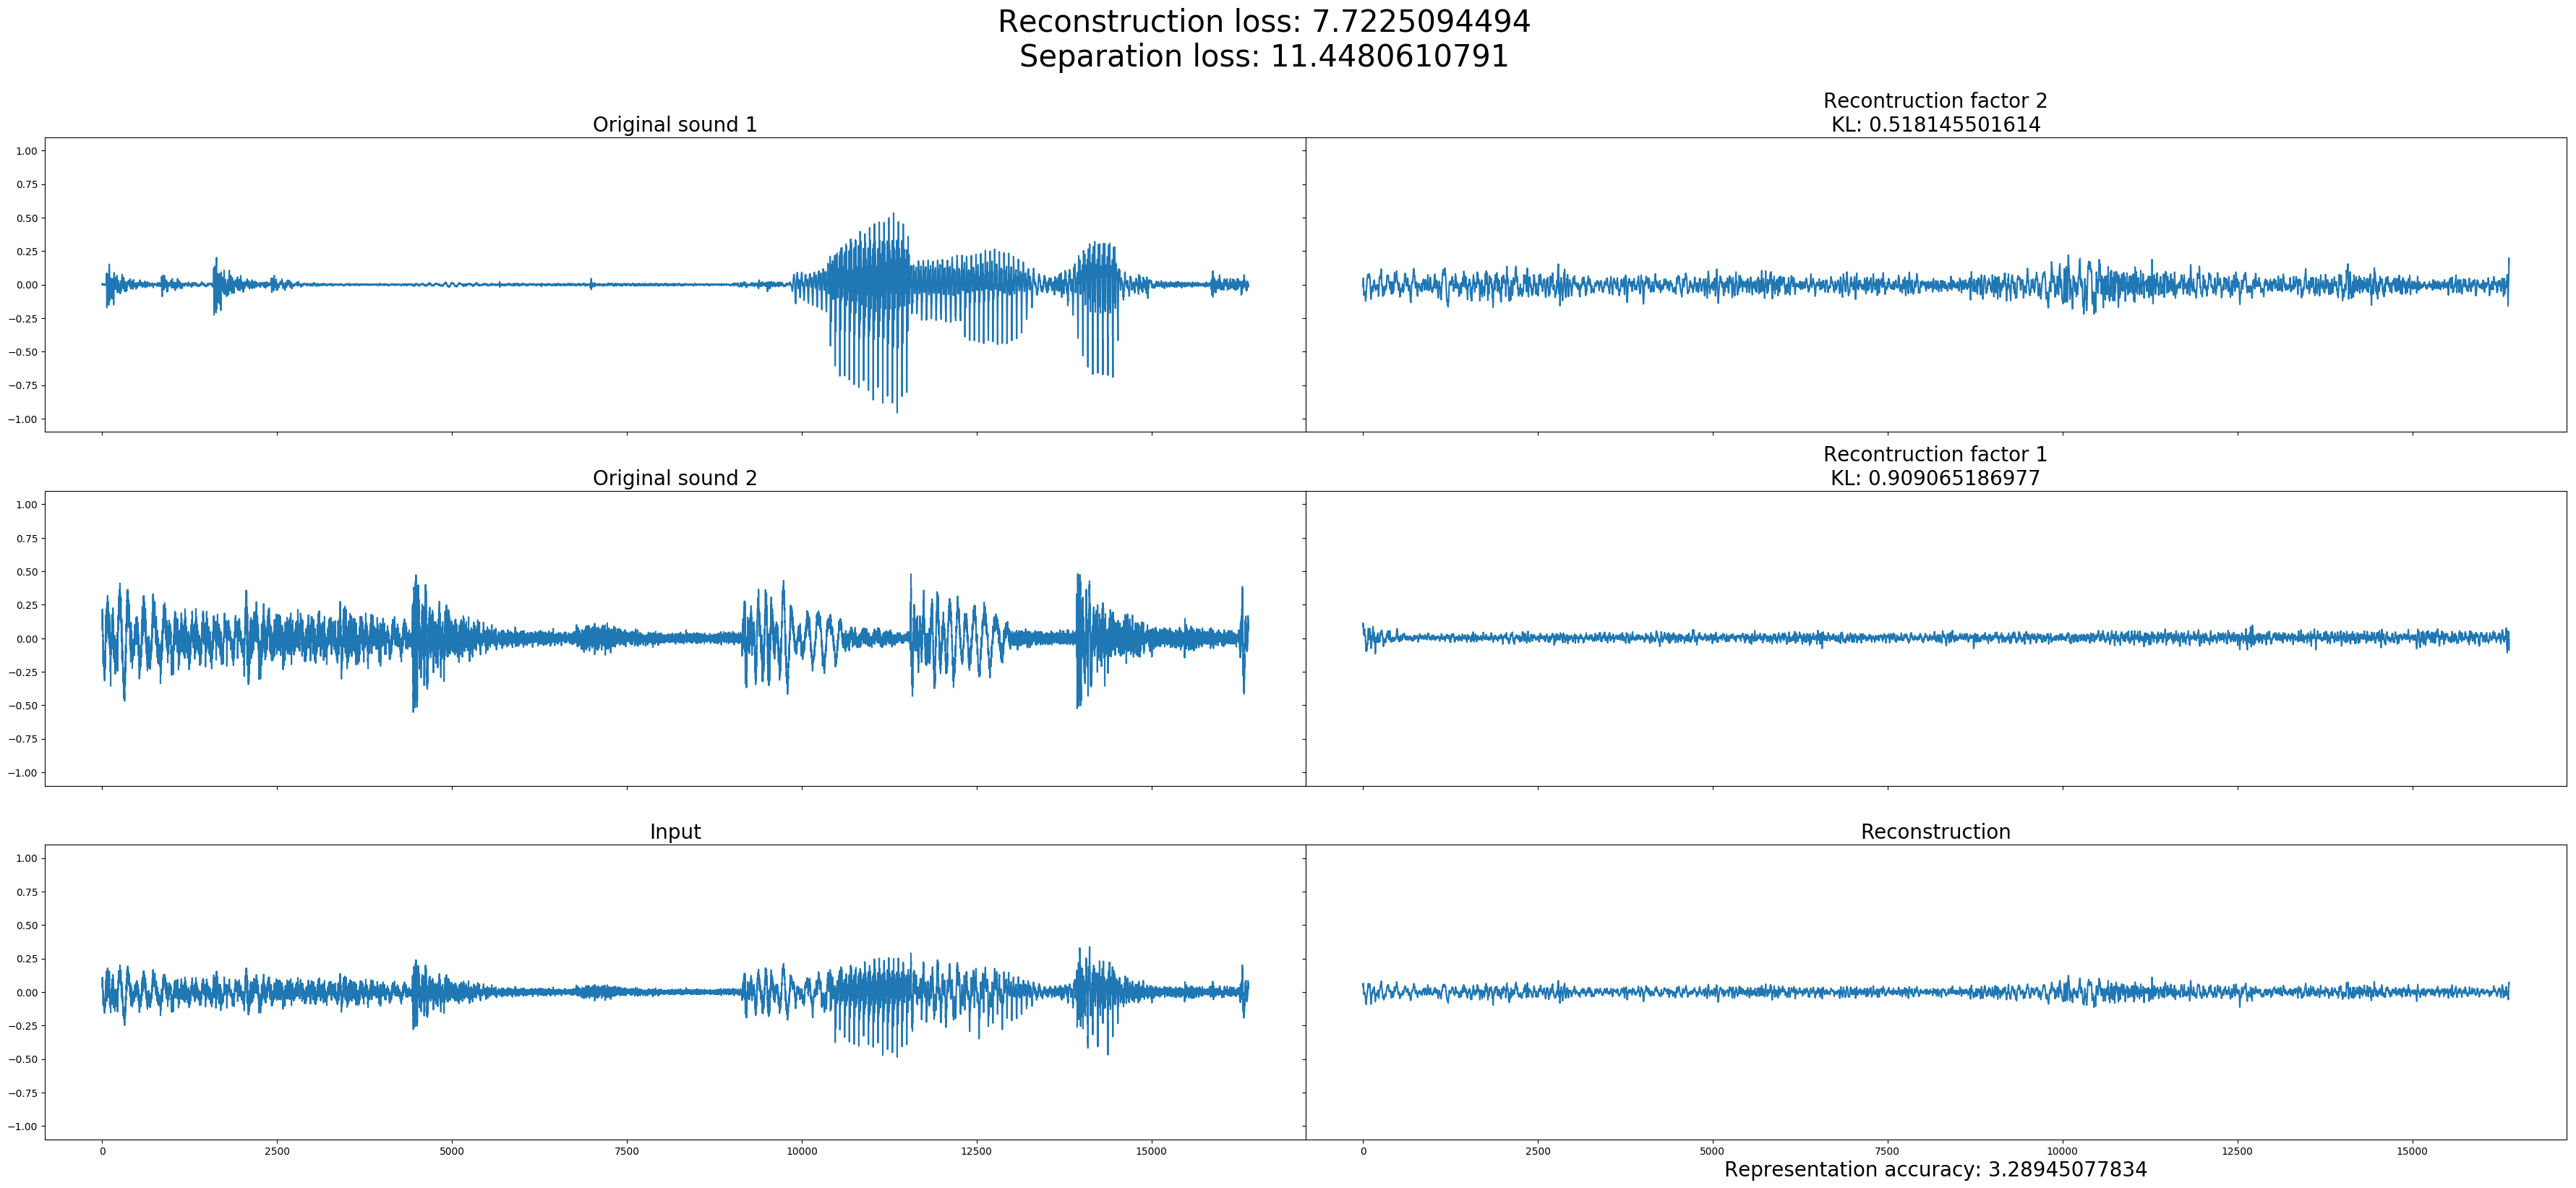 Reconstruction loss: 7.7225094494
Separation loss: 11.4480610791
Original sound 1
Recontruction factor 2
KL: 0.518145501614
1.00
0.75
0.50
0.25
0.00
−0.25
−0.50
−0.75
−1.00
Original sound 2
Recontruction factor 1
KL: 0.909065186977
1.00
0.75
0.50
0.25
0.00
−0.25
−0.50
−0.75
−1.00
Input
Reconstruction
1.00
0.75
0.50
0.25
0.00
−0.25
−0.50
−0.75
−1.00
0 2500 5000 7500 10000 12500 15000
0 2500 5000 7500 10000 12500 15000
Representation accuracy: 3.28945077834